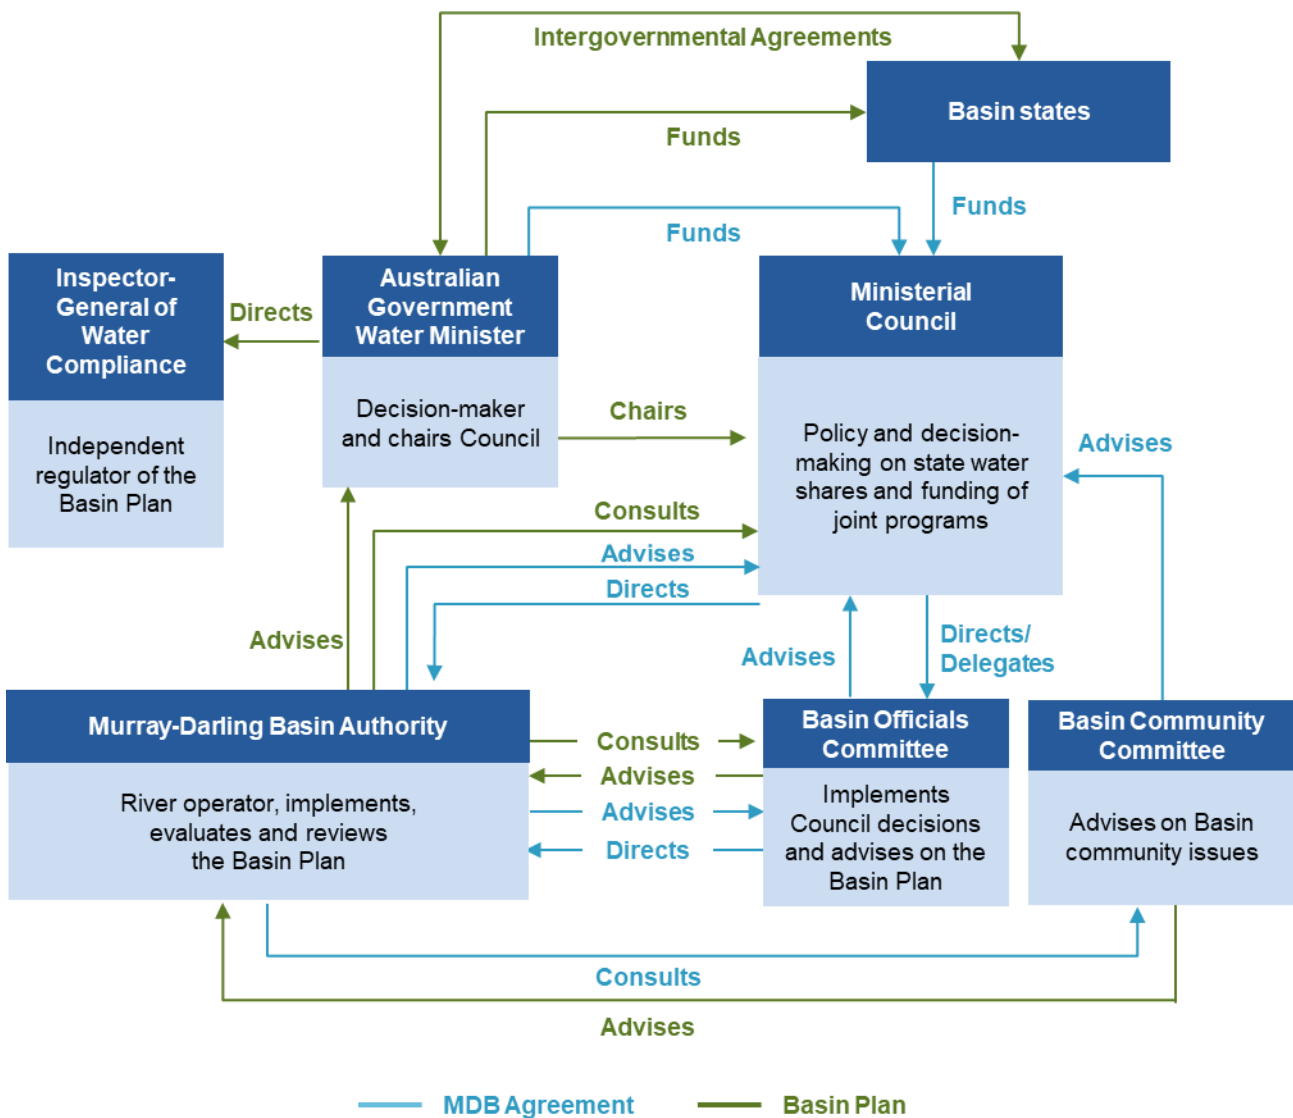 Intergovernmental Agreements
Basin states
Funds
Funds
Funds
Inspector-
General of
Water
Compliance
Independent
regulator of the
Basin Plan
Directs
Australian
Government
Water Minister
Decision-maker
and chairs Council
Ministerial
Council
Policy and decision-
making on state water
shares and funding of
joint programs
Chairs
Consults
Advises
Directs
Advises
Advises
Advises
Directs/
Delegates
Murray-Darling Basin Authority
River operator, implements,
evaluates and reviews
the Basin Plan
Consults
Advises
Advises
Directs
Basin Officials
Committee
Implements
Council decisions
and advises on the
Basin Plan
Basin Community
Committee
Advises on Basin
community issues
Consults
Advises
MDB Agreement
Basin Plan